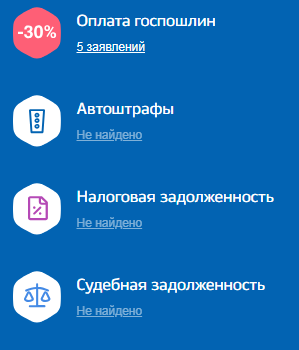 -30%
Оплата госпошлин
5 заявлений
Автоштрафы
Не найдено
Налоговая задолженность
Не найдено
Судебная задолженность
Не найдено